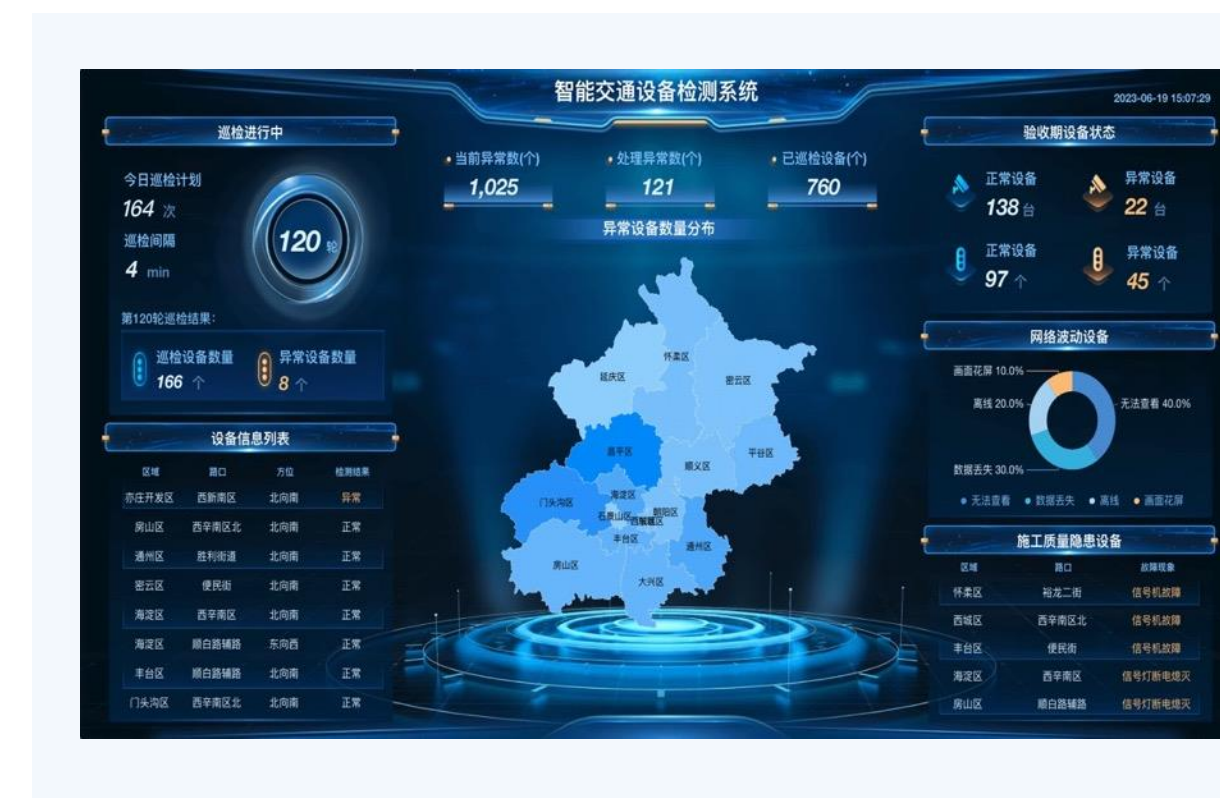 智能交通设备检测系统
2023-06-19 15:07:29
巡检进行中
今日巡检计划
164 次
巡检间隔
4 min
120 轮
第120轮巡检结果:
巡检设备数量
166 个
异常设备数量
8 个
设备信息列表
区域 路口 方位 检测结果
亦庄开发区 西新南区 北向南 异常
房山区 西辛南区北 北向南 正常
通州区 胜利街道 北向南 正常
密云区 便民街 北向南 正常
海淀区 西辛南区 北向南 正常
海淀区 顺白路辅路 东向西 正常
丰台区 顺白路辅路 北向南 正常
门头沟区 西辛南区北 北向南 正常
当前异常数(个)
1,025
处理异常数(个)
121
已巡检设备(个)
760
异常设备数量分布
怀柔区
延庆区
密云区
昌平区
平谷区
顺义区
门头沟区
海淀区
石景山区
朝阳区
丰台区
通州区
房山区
大兴区
验收期设备状态
正常设备
138 台
异常设备
22 台
正常设备
97 个
异常设备
45 个
网络波动设备
画面花屏 10.0%
离线 20.0%
无法查看 40.0%
数据丢失 30.0%
无法查看 数据丢失 离线 画面花屏
施工质量隐患设备
区域 路口 故障现象
怀柔区 裕龙二街 信号机故障
西城区 西辛南区北 信号机故障
丰台区 便民街 信号机故障
海淀区 西辛南区 信号灯断电熄灭
房山区 顺白路辅路 信号灯断电熄灭